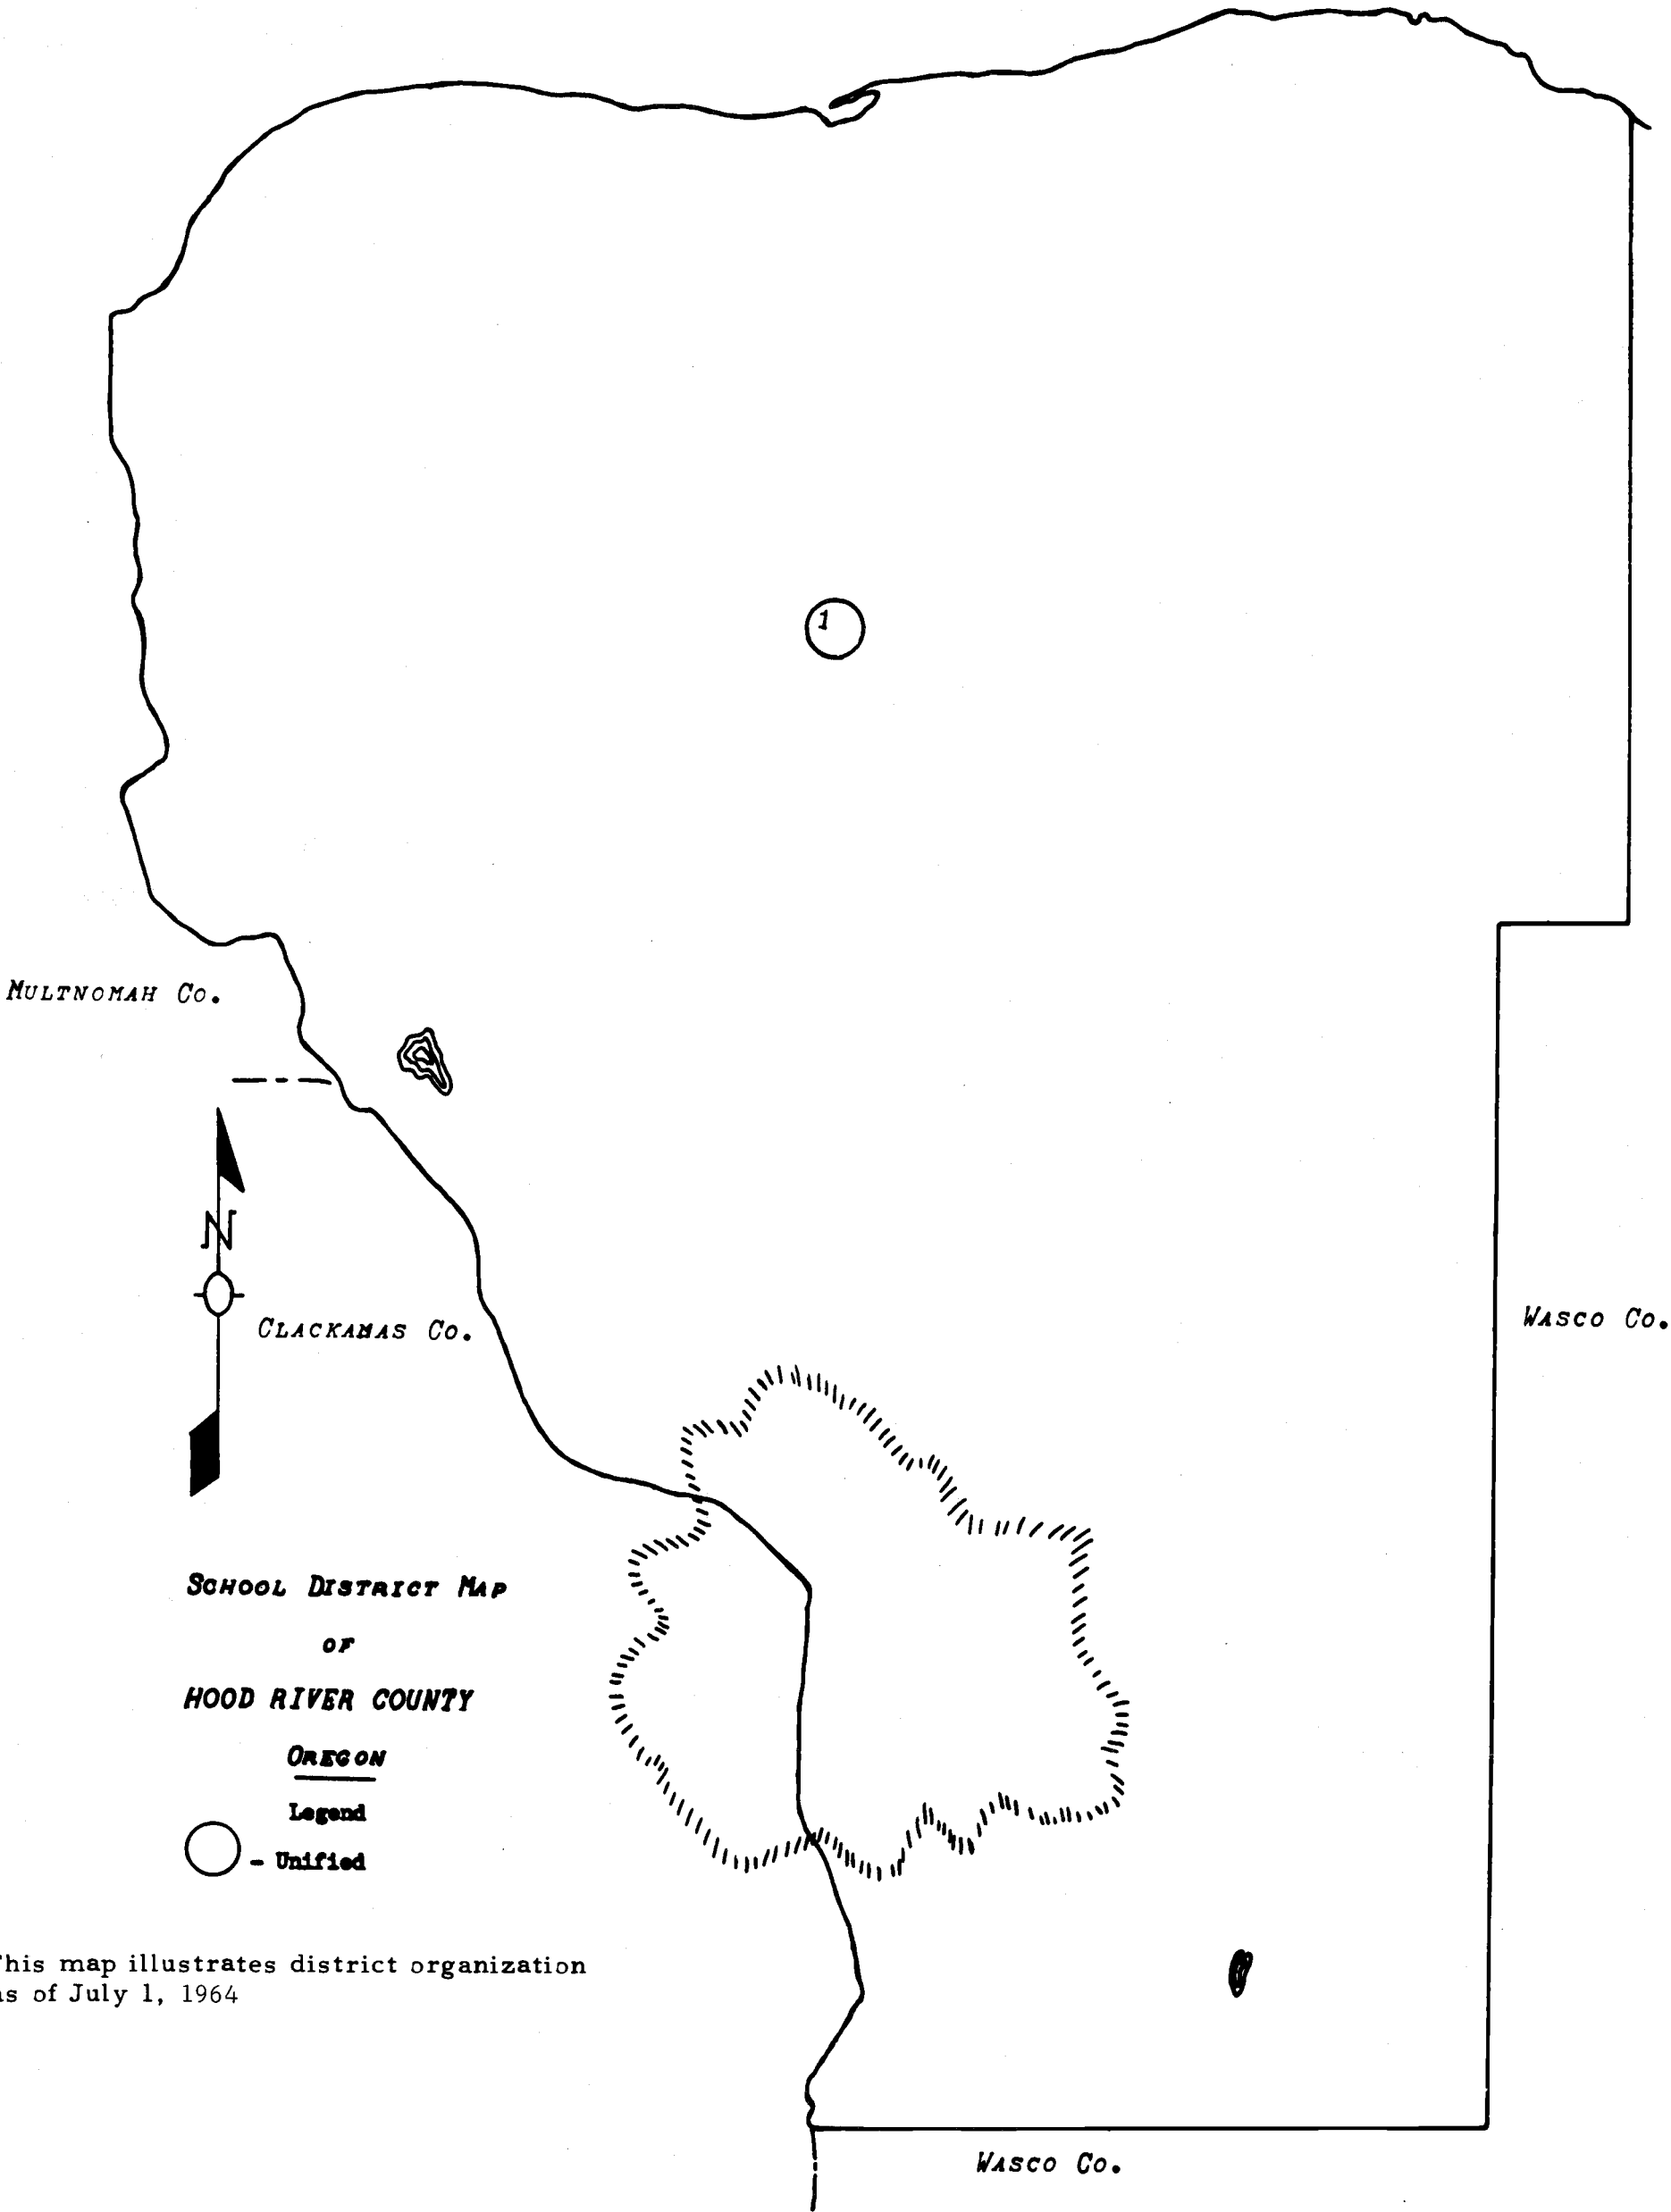 1
MULTNOMAH CO.
N
CLACKAMAS CO.
WASCO CO.
SCHOOL DISTRICT MAP
OF
HOOD RIVER COUNTY
OREGON
Legend
- Unified
This map illustrates district organization
as of July 1, 1964
WASCO CO.